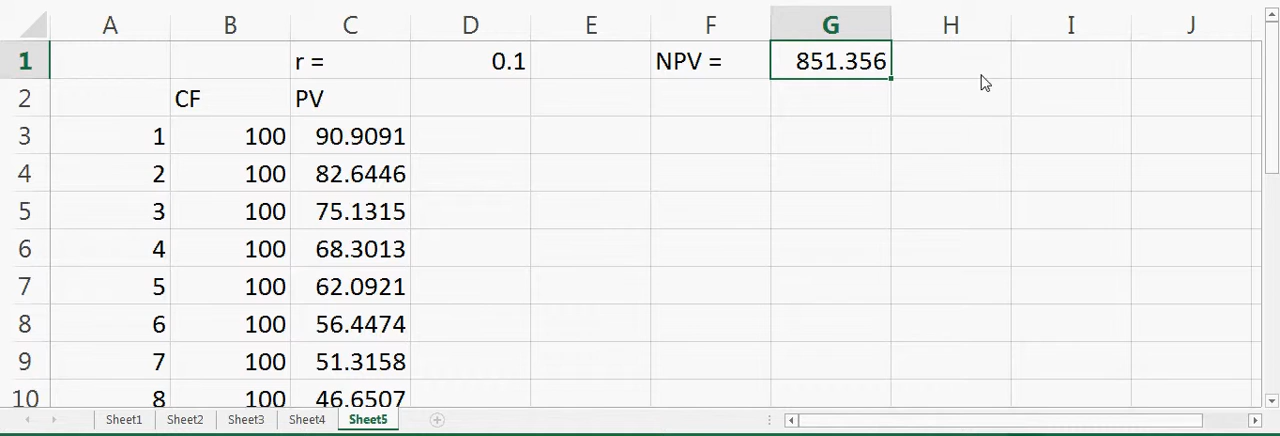 A B C D E F G H I J
1 r = 0.1 NPV = 851.356
2 CF PV
3 1 100 90.9091
4 2 100 82.6446
5 3 100 75.1315
6 4 100 68.3013
7 5 100 62.0921
8 6 100 56.4474
9 7 100 51.3158
10 8 100 46.6507
Sheet1 Sheet2 Sheet3 Sheet4 Sheet5